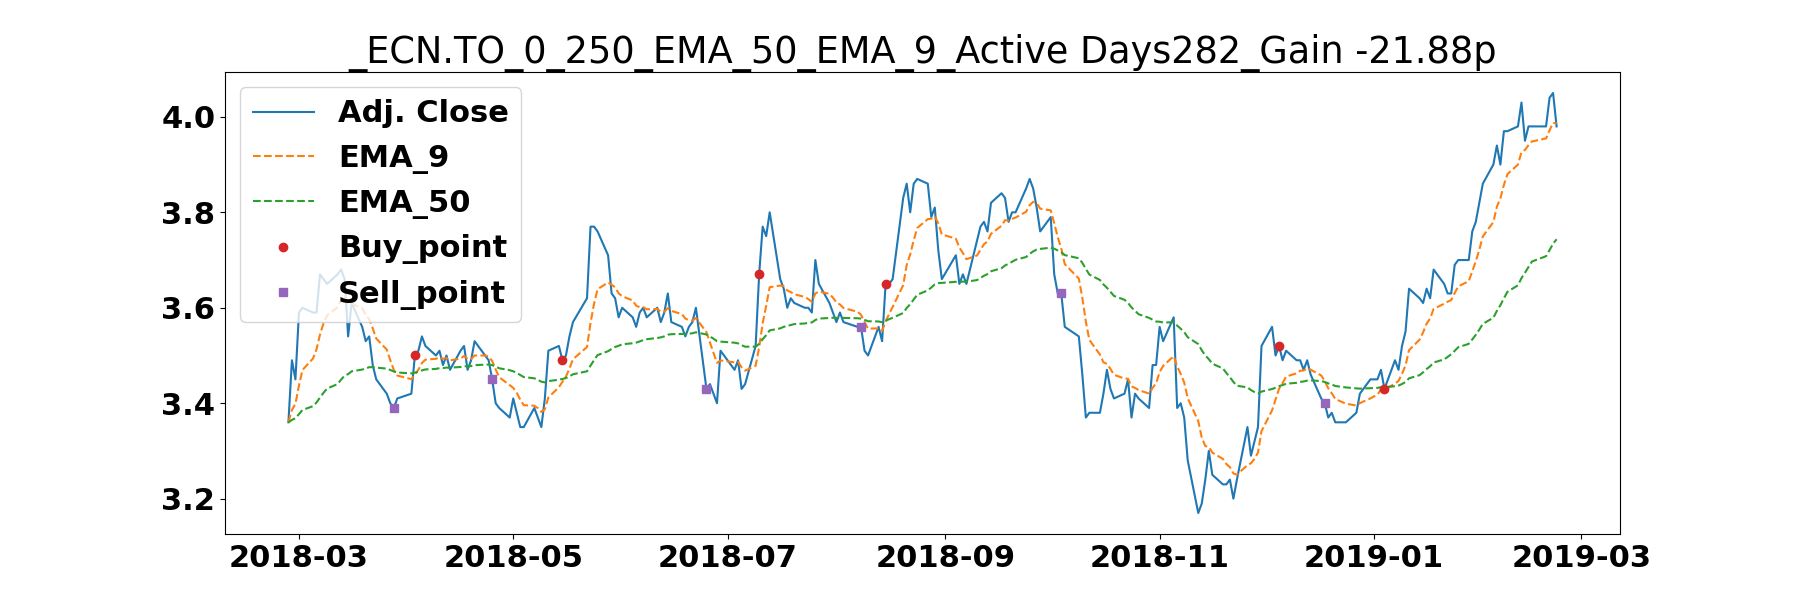 _ECN.TO_0_250_EMA_50_EMA_9_Active Days282_Gain -21.88p
Adj. Close
EMA_9
EMA_50
Buy_point
Sell_point
4.0
3.8
3.6
3.4
3.2
2018-03 2018-05 2018-07 2018-09 2018-11 2019-01 2019-03